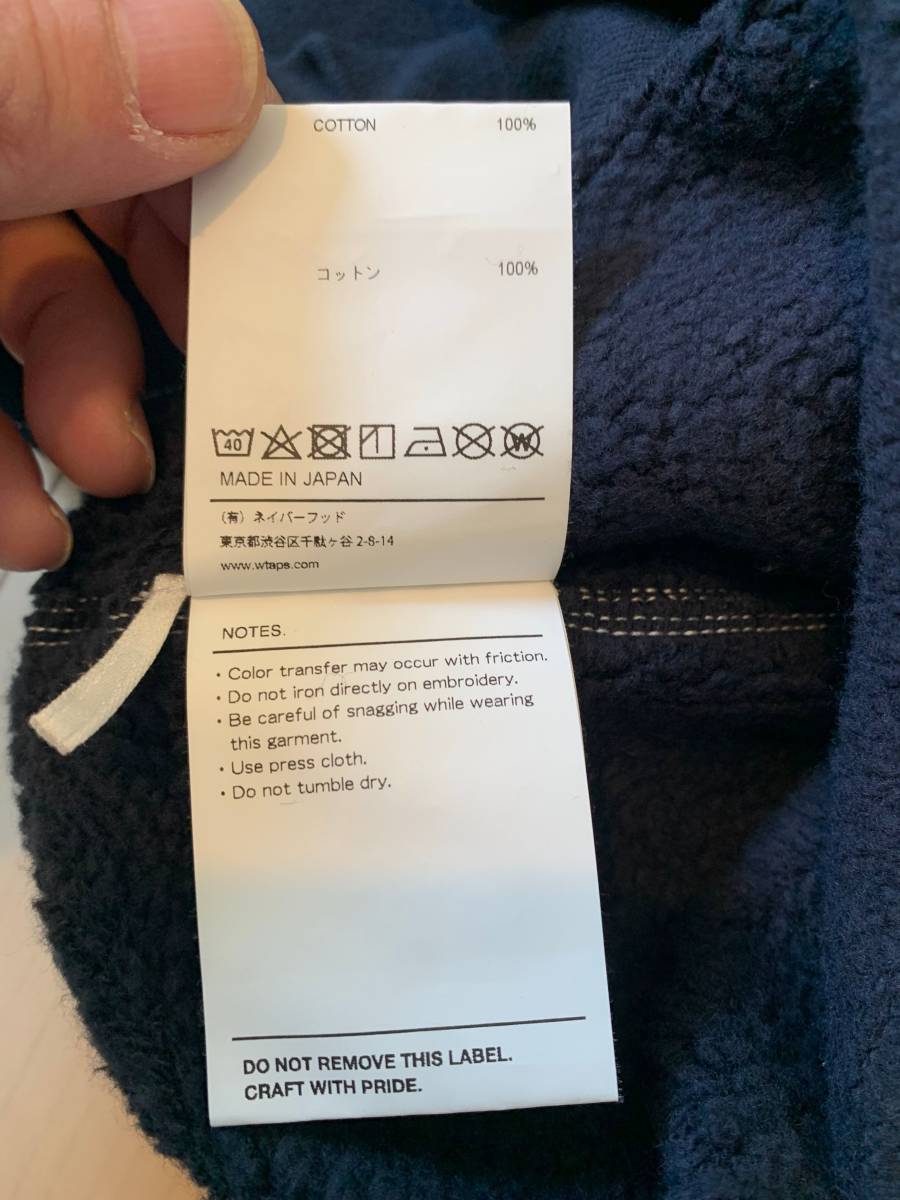 COTTON 100%
コットン 100%
40 W
MADE IN JAPAN
(有) ネイバーフッド
東京都渋谷区千駄ヶ谷 2-8-14
www.wtaps.com
NOTES.
・Color transfer may occur with friction.
・Do not iron directly on embroidery.
・Be careful of snagging while wearing
this garment.
・Use press cloth.
・Do not tumble dry.
DO NOT REMOVE THIS LABEL.
CRAFT WITH PRIDE.